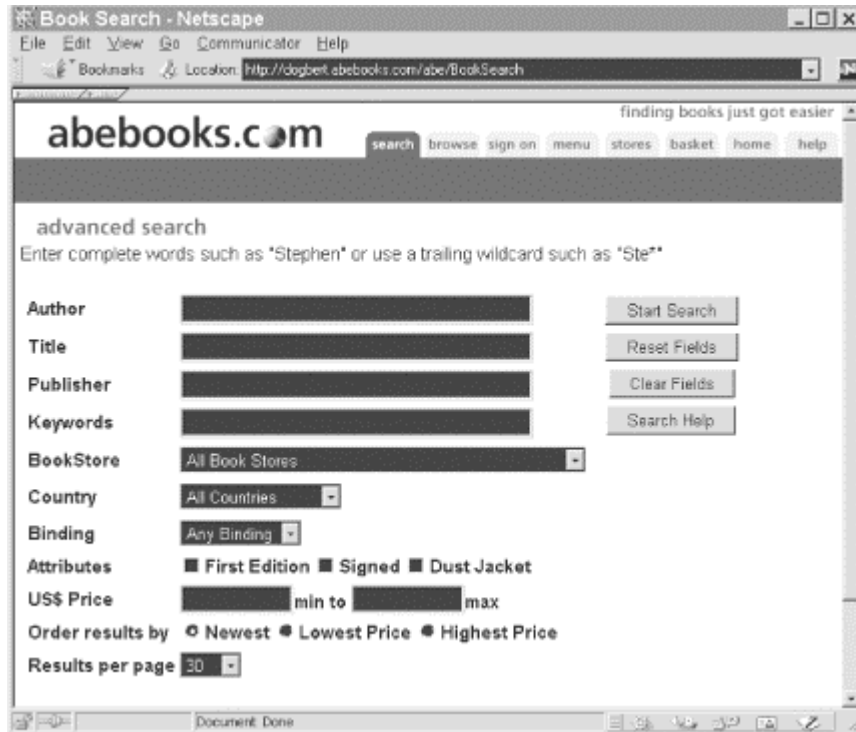 Book Search - Netscape
File Edit View Go Communicator Help
Bookmarks Location: http://dogbert.abebooks.com/abe/BookSearch
finding books just got easier
abebooks.com
search browse sign on menu stores basket home help
advanced search
Enter complete words such as "Stephen" or use a trailing wildcard such as "Ste*"
Author Start Search
Title Reset Fields
Publisher Clear Fields
Keywords Search Help
BookStore All Book Stores
Country All Countries
Binding Any Binding
Attributes First Edition Signed Dust Jacket
US$ Price min to max
Order results by Newest Lowest Price Highest Price
Results per page 30
Document: Done